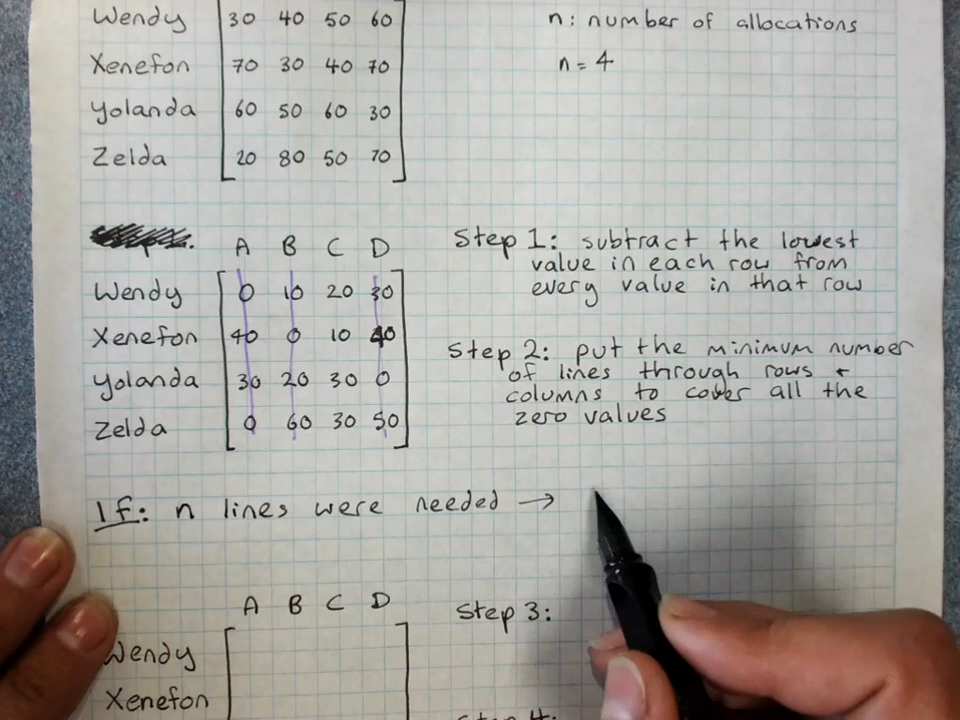 Wendy 30 40 50 60 n: number of allocations
Xenefon 70 30 40 70 n = 4
Yolanda 60 50 60 30
Zelda 20 80 50 70
A B C D
Step 1: subtract the lowest
value in each row from
every value in that row
Wendy 0 10 20 30
Xenefon 40 0 10 40
Yolanda 30 20 30 0
Zelda 0 60 30 50
Step 2: put the minimum number
of lines through rows +
columns to cover all the
zero values
If: n lines were needed →
A B C D
Step 3:
Wendy
Xenefon
Step 4: